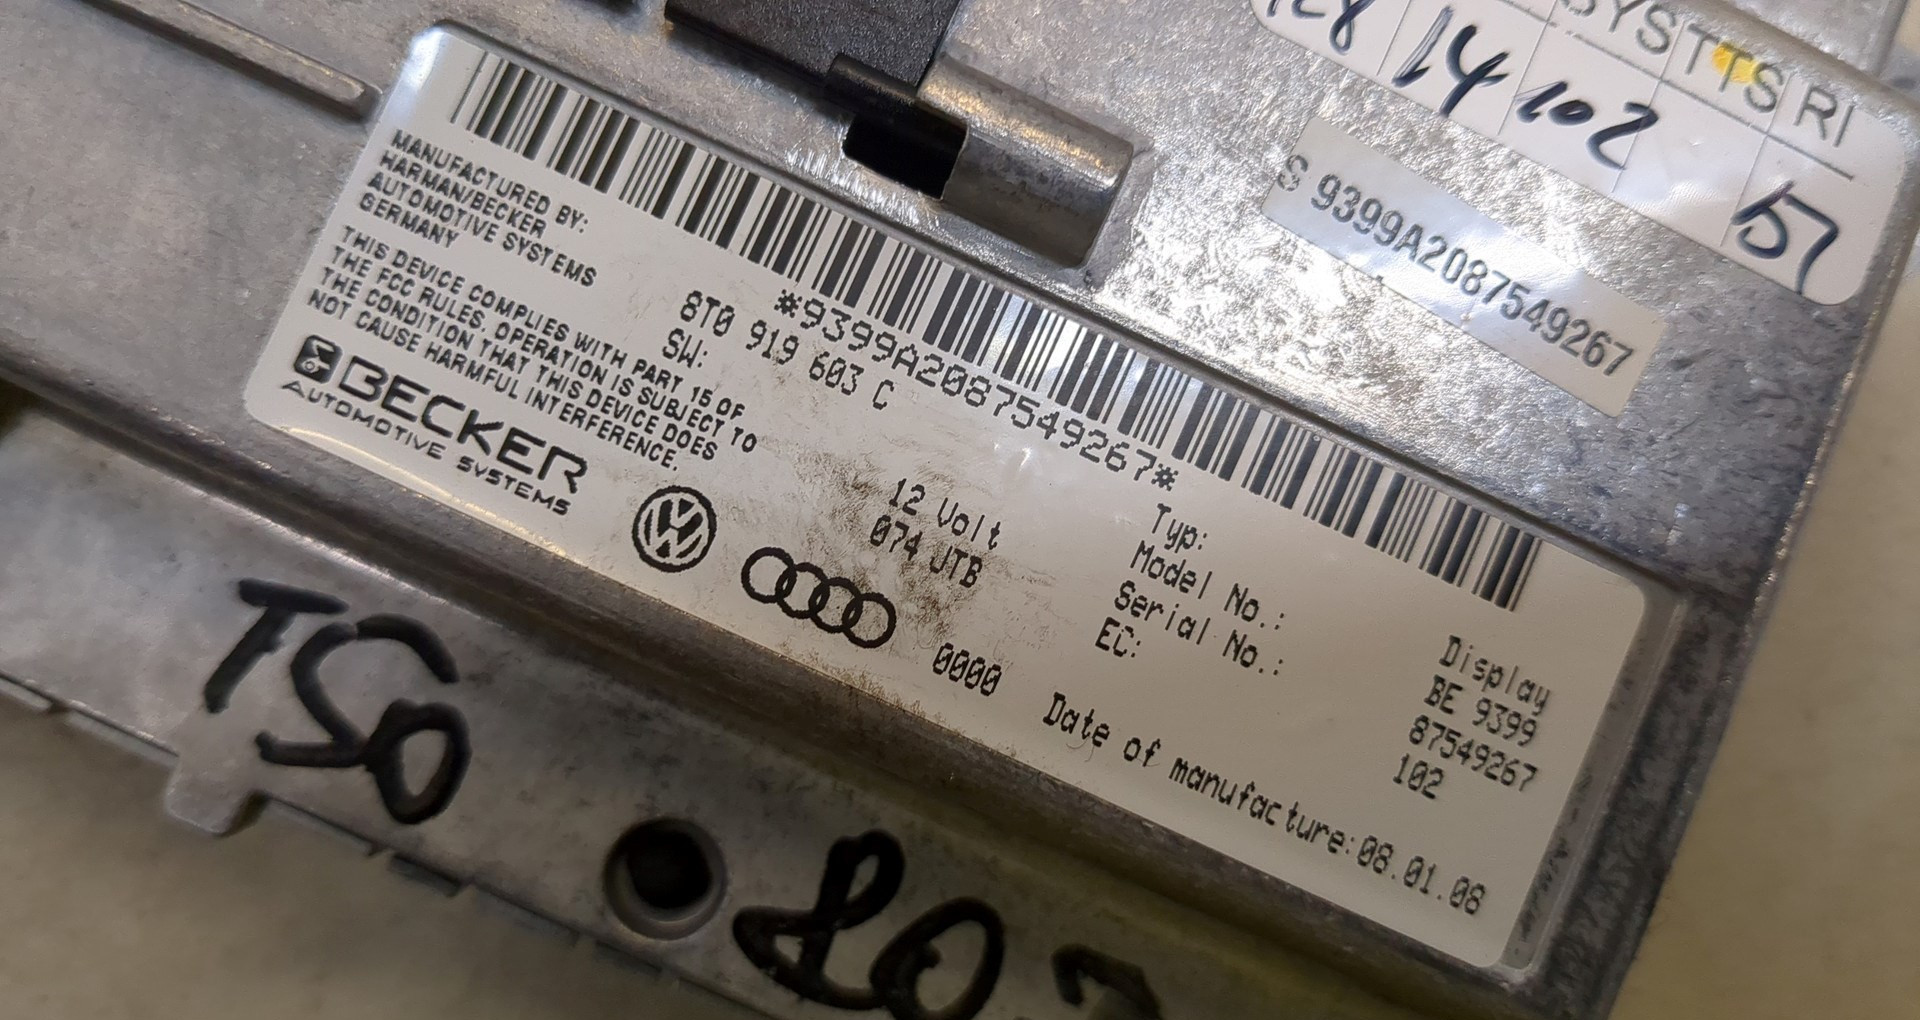 SYSTTS RI
128 14 102 57
S 9399A2087549267
MANUFACTURED BY:
HARMAN/BECKER
AUTOMOTIVE SYSTEMS
GERMANY
THIS DEVICE COMPLIES WITH PART 15 OF
THE FCC RULES. OPERATION IS SUBJECT TO
THE CONDITION THAT THIS DEVICE DOES
NOT CAUSE HARMFUL INTERFERENCE.
BECKER
AUTOMOTIVE SYSTEMS
*9399A2087549267*
8T0 919 603 C
SW:
12 Volt
074 UTB
0000
Typ: Display
Model No.: BE 9399
Serial No.: 87549267
EC: 102
Date of manufacture:08.01.08
TSO